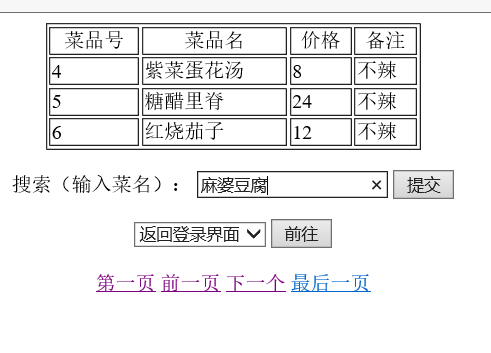 菜品号 菜品名 价格 备注
4 紫菜蛋花汤 8 不辣
5 糖醋里脊 24 不辣
6 红烧茄子 12 不辣
搜索（输入菜名）： 麻婆豆腐 × 提交
返回登录界面 前往
第一页 前一页 下一个 最后一页